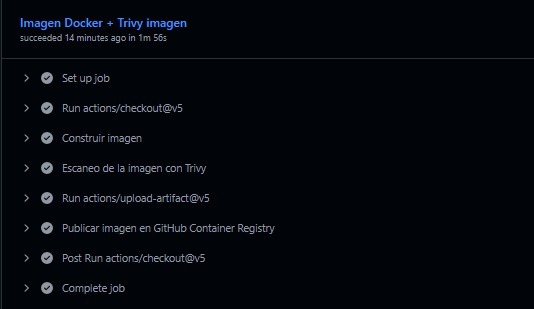 Imagen Docker + Trivy imagen
succeeded 14 minutes ago in 1m 56s
Set up job
Run actions/checkout@v5
Construir imagen
Escaneo de la imagen con Trivy
Run actions/upload-artifact@v5
Publicar imagen en GitHub Container Registry
Post Run actions/checkout@v5
Complete job